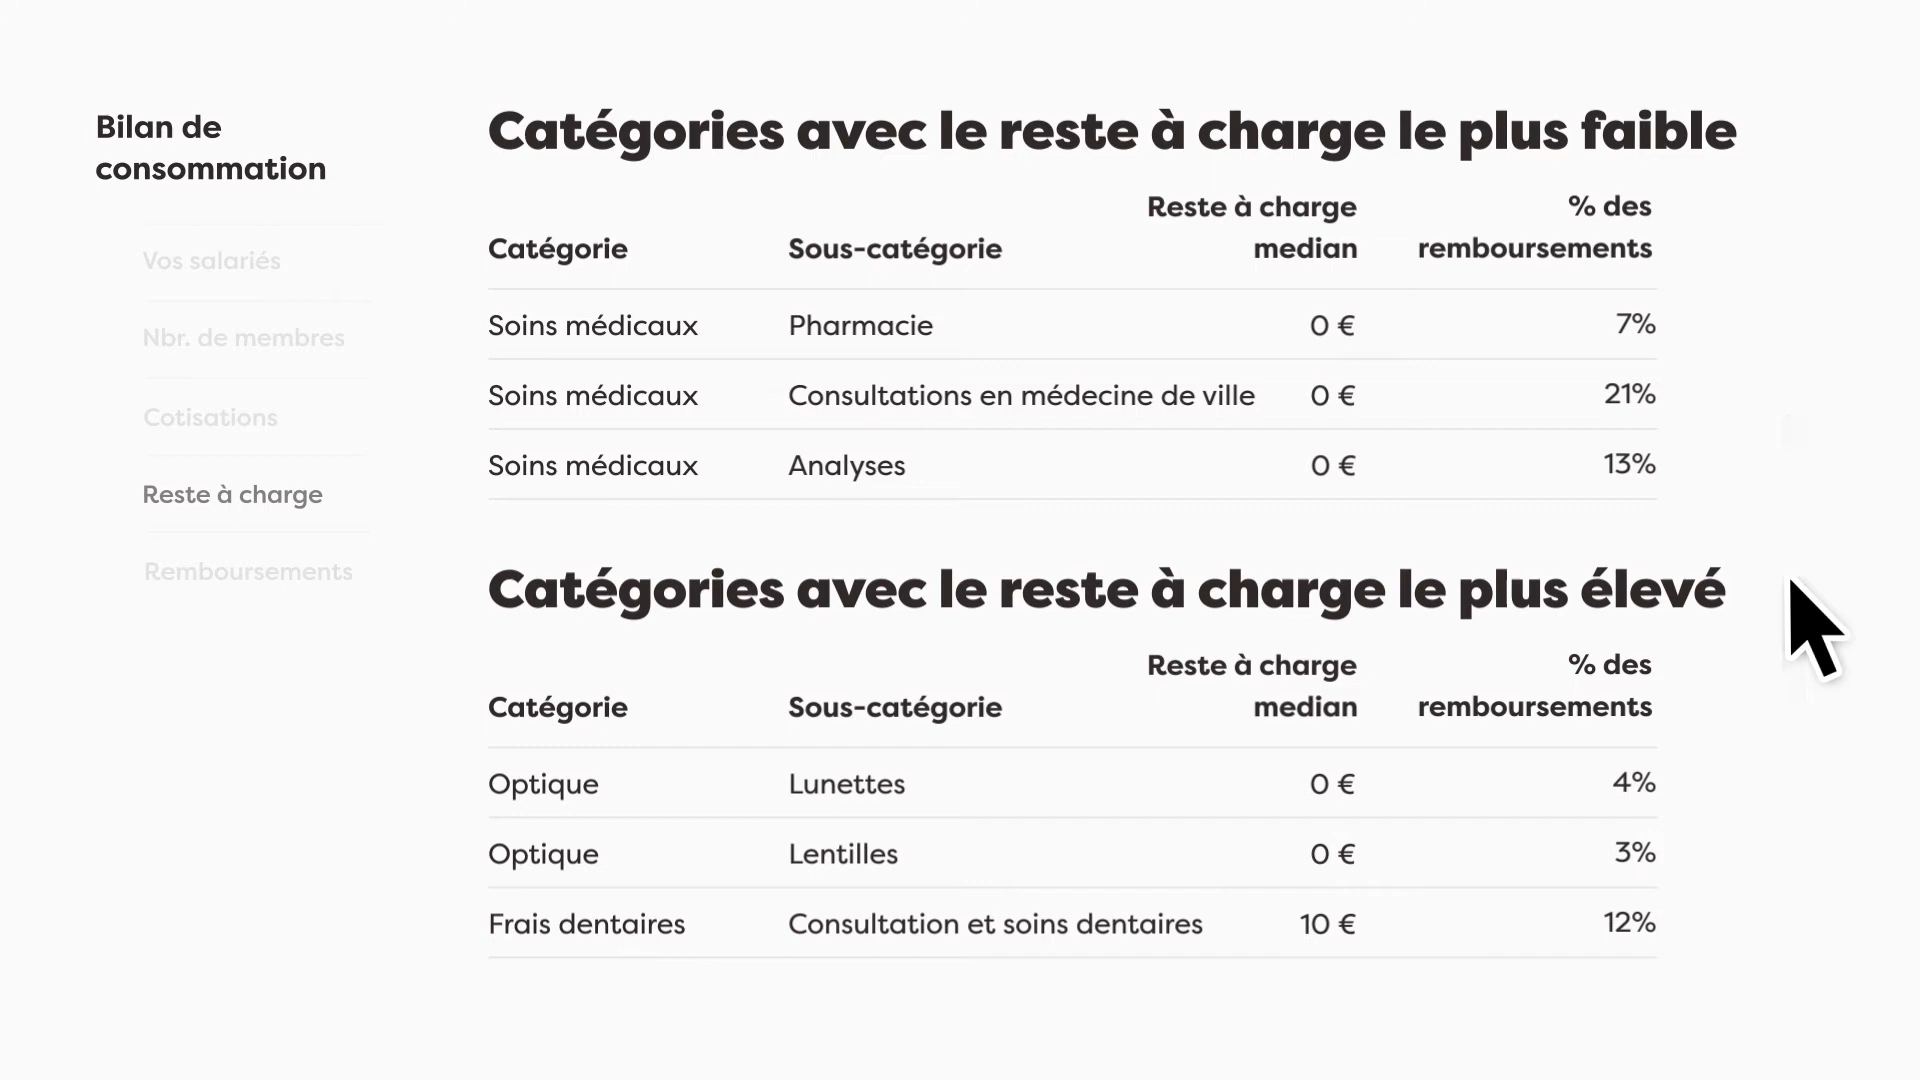 Bilan de
consommation
Vos salariés
Nbr. de membres
Cotisations
Reste à charge
Remboursements
Catégories avec le reste à charge le plus faible
Catégorie Sous-catégorie Reste à charge median % des remboursements
Soins médicaux Pharmacie 0 € 7%
Soins médicaux Consultations en médecine de ville 0 € 21%
Soins médicaux Analyses 0 € 13%
Catégories avec le reste à charge le plus élevé
Catégorie Sous-catégorie Reste à charge median % des remboursements
Optique Lunettes 0 € 4%
Optique Lentilles 0 € 3%
Frais dentaires Consultation et soins dentaires 10 € 12%